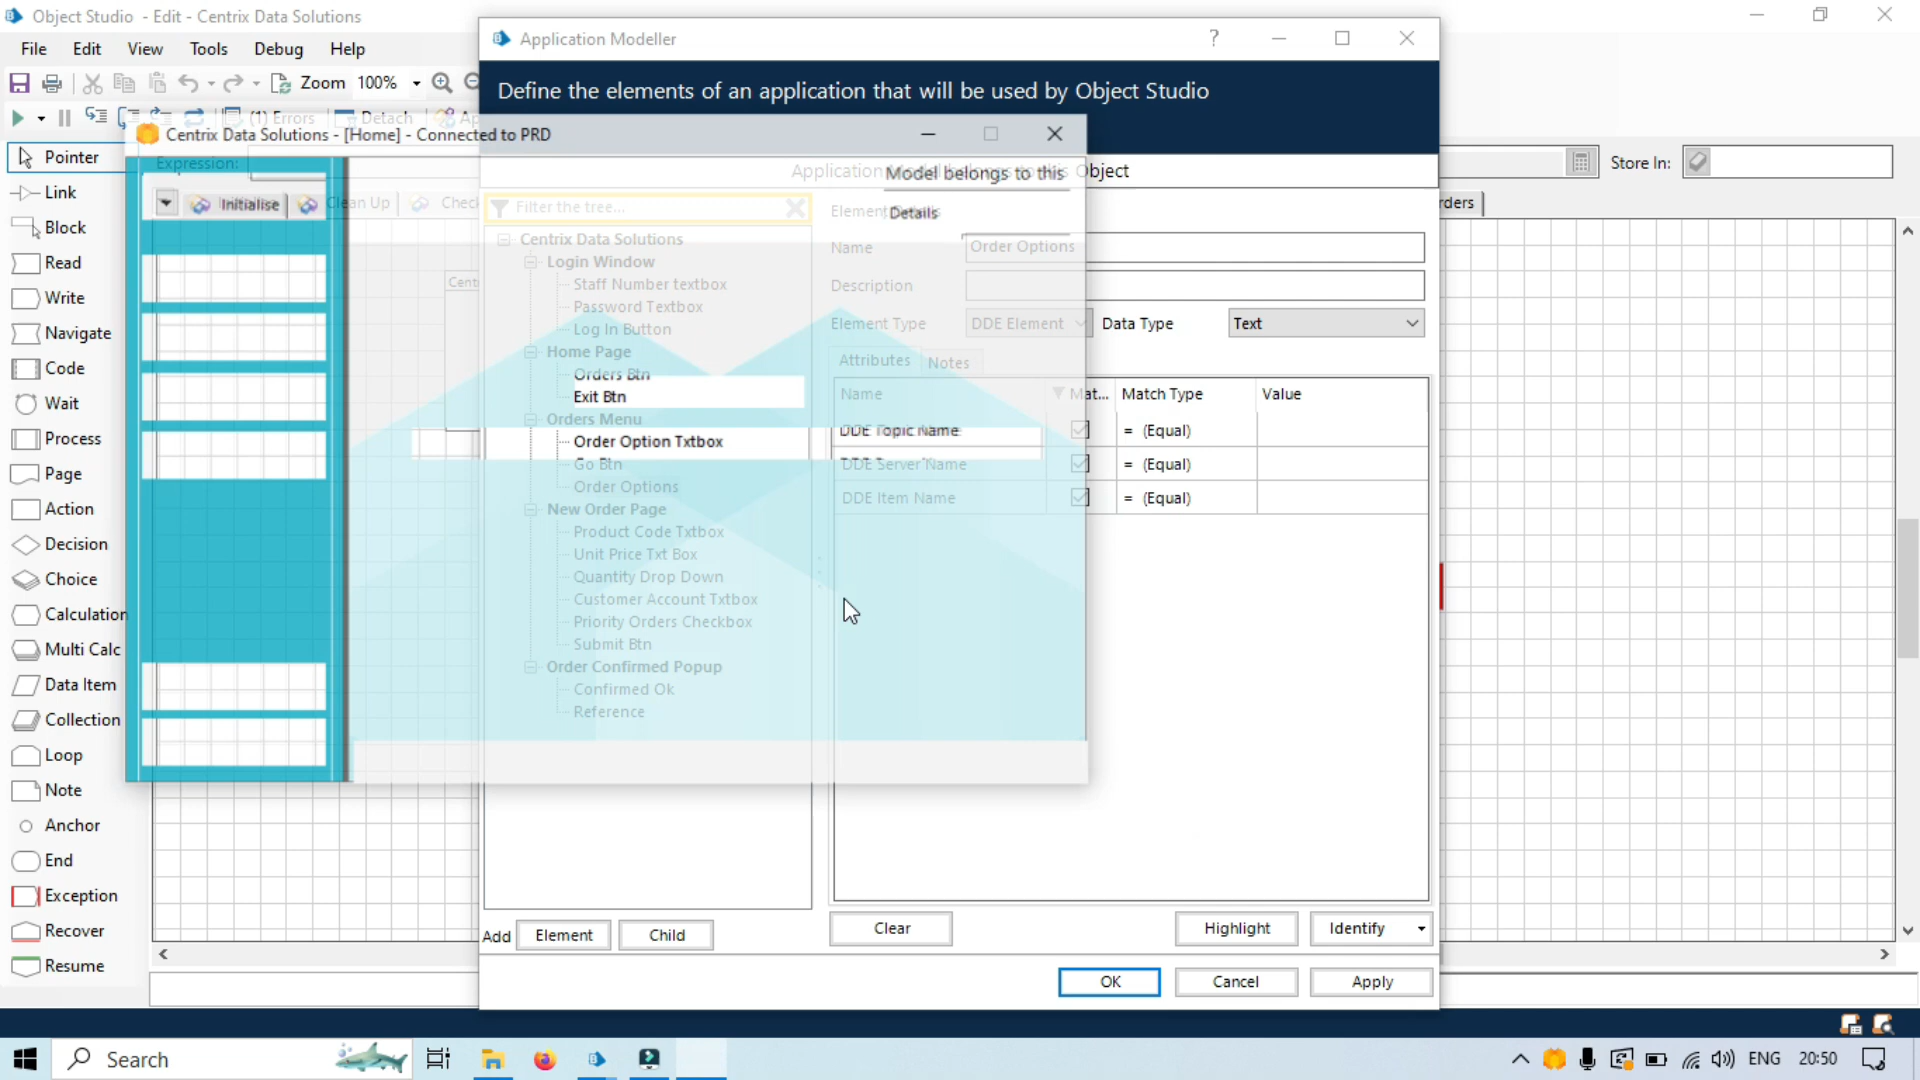 Object Studio - Edit - Centrix Data Solutions
File Edit View Tools Debug Help
Zoom 100%
(1) Errors Detach
Application Modeller
?
Define the elements of an application that will be used by Object Studio
Centrix Data Solutions - [Home] - Connected to PRD
Expression:
Store In:
Application Model belongs to this Object
Initialise Clean Up
Filter the tree...
Element Details
Name Order Options
Description
Element Type DDE Element Data Type Text
Attributes Notes
Name Mat... Match Type Value
DDE Topic Name = (Equal)
DDE Server Name = (Equal)
DDE Item Name = (Equal)
Centrix Data Solutions
Login Window
Staff Number textbox
Password Textbox
Log In Button
Home Page
Orders Btn
Exit Btn
Orders Menu
Order Option Txtbox
Go Btn
Order Options
New Order Page
Product Code Txtbox
Unit Price Txt Box
Quantity Drop Down
Customer Account Txtbox
Priority Orders Checkbox
Submit Btn
Order Confirmed Popup
Confirmed Ok
Reference
Pointer
Link
Block
Read
Write
Navigate
Code
Wait
Process
Page
Action
Decision
Choice
Calculation
Multi Calc
Data Item
Collection
Loop
Note
Anchor
End
Exception
Recover
Resume
Add Element Child
Clear Highlight Identify
OK Cancel Apply
Search
ENG 20:50